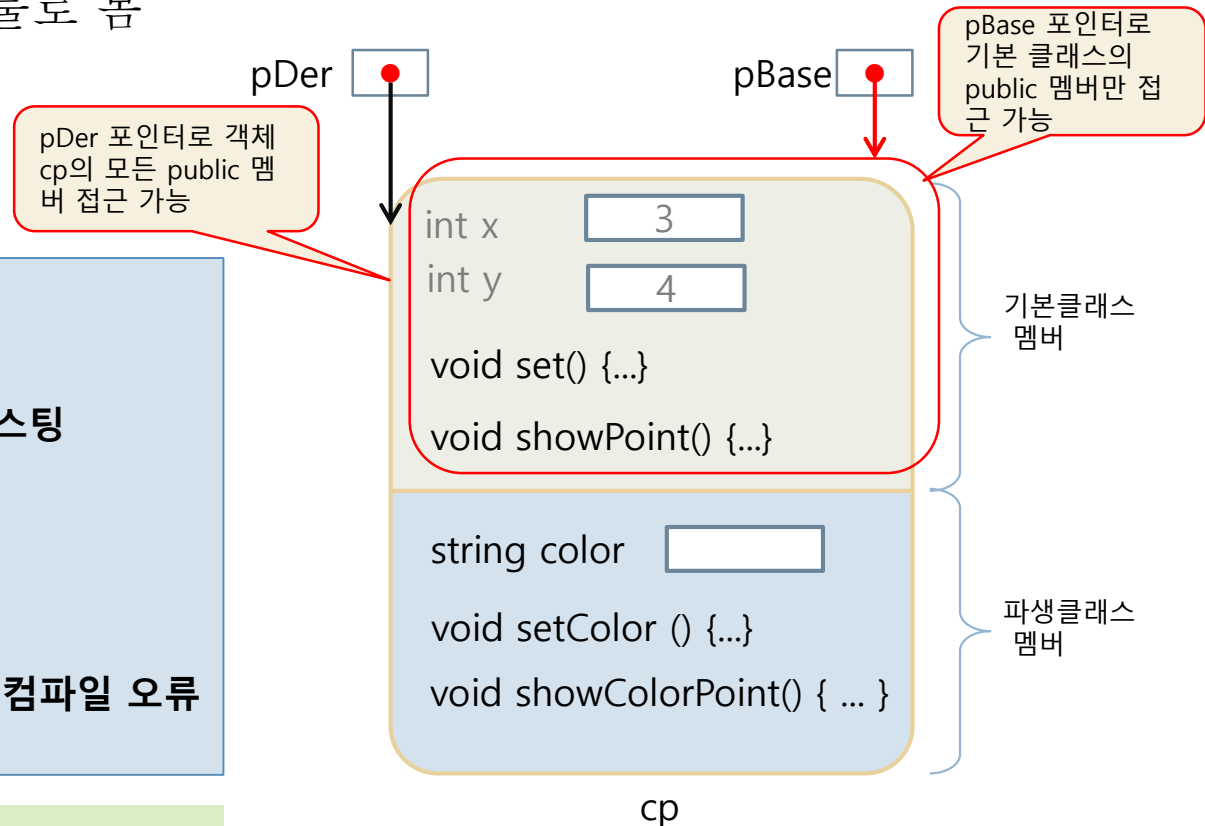 pDer
pBase
pBase 포인터로
기본 클래스의
public 멤버만 접
근 가능
pDer 포인터로 객체
cp의 모든 public 멤
버 접근 가능
int x
3
int y
4
void set() {...}
void showPoint() {...}
기본클래스
멤버
스팅
string color
void setColor () {...}
void showColorPoint() { ... }
파생클래스
멤버
컴파일 오류
cp